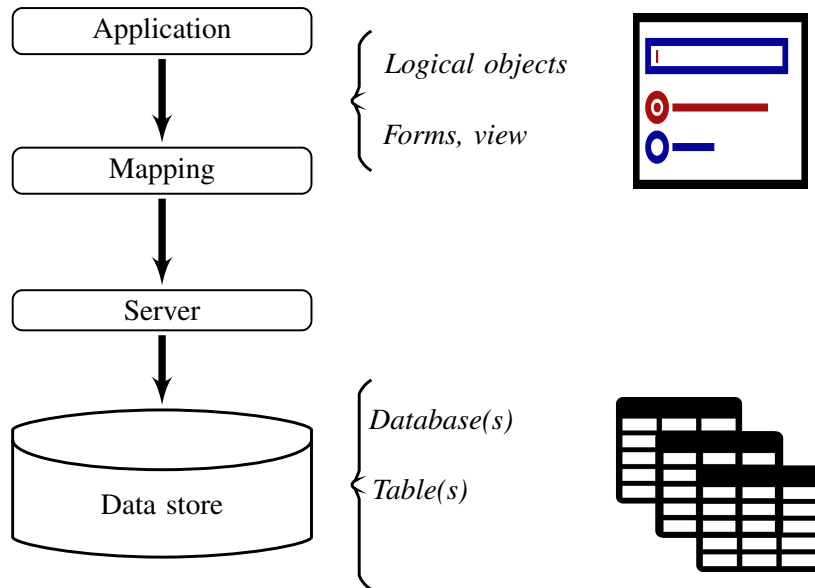 Application
Logical objects
Forms, view
Mapping
Server
Database(s)
Table(s)
Data store